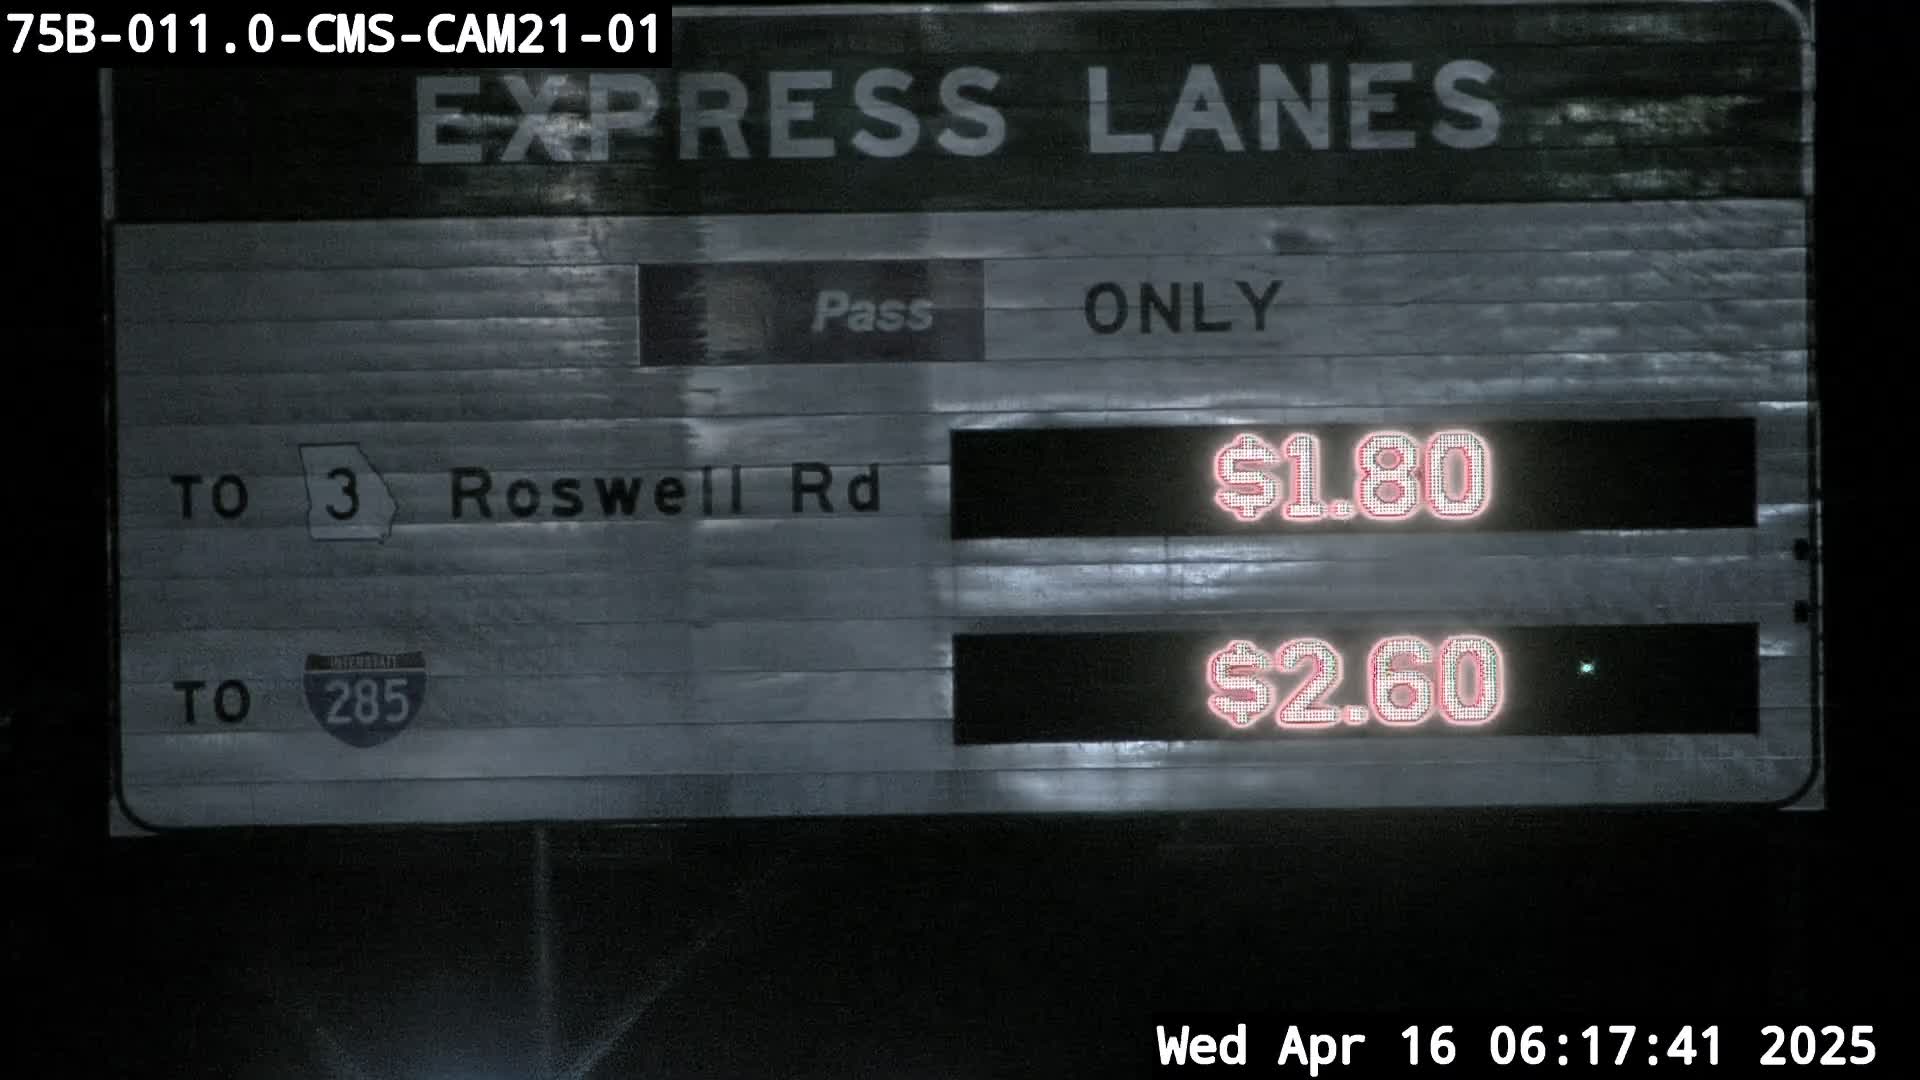 75B-011.0-CMS-CAM21-01
EXPRESS LANES
Pass ONLY
TO 3 Roswell Rd $1.80
INTERSTATE
TO 285 $2.60
Wed Apr 16 06:17:41 2025